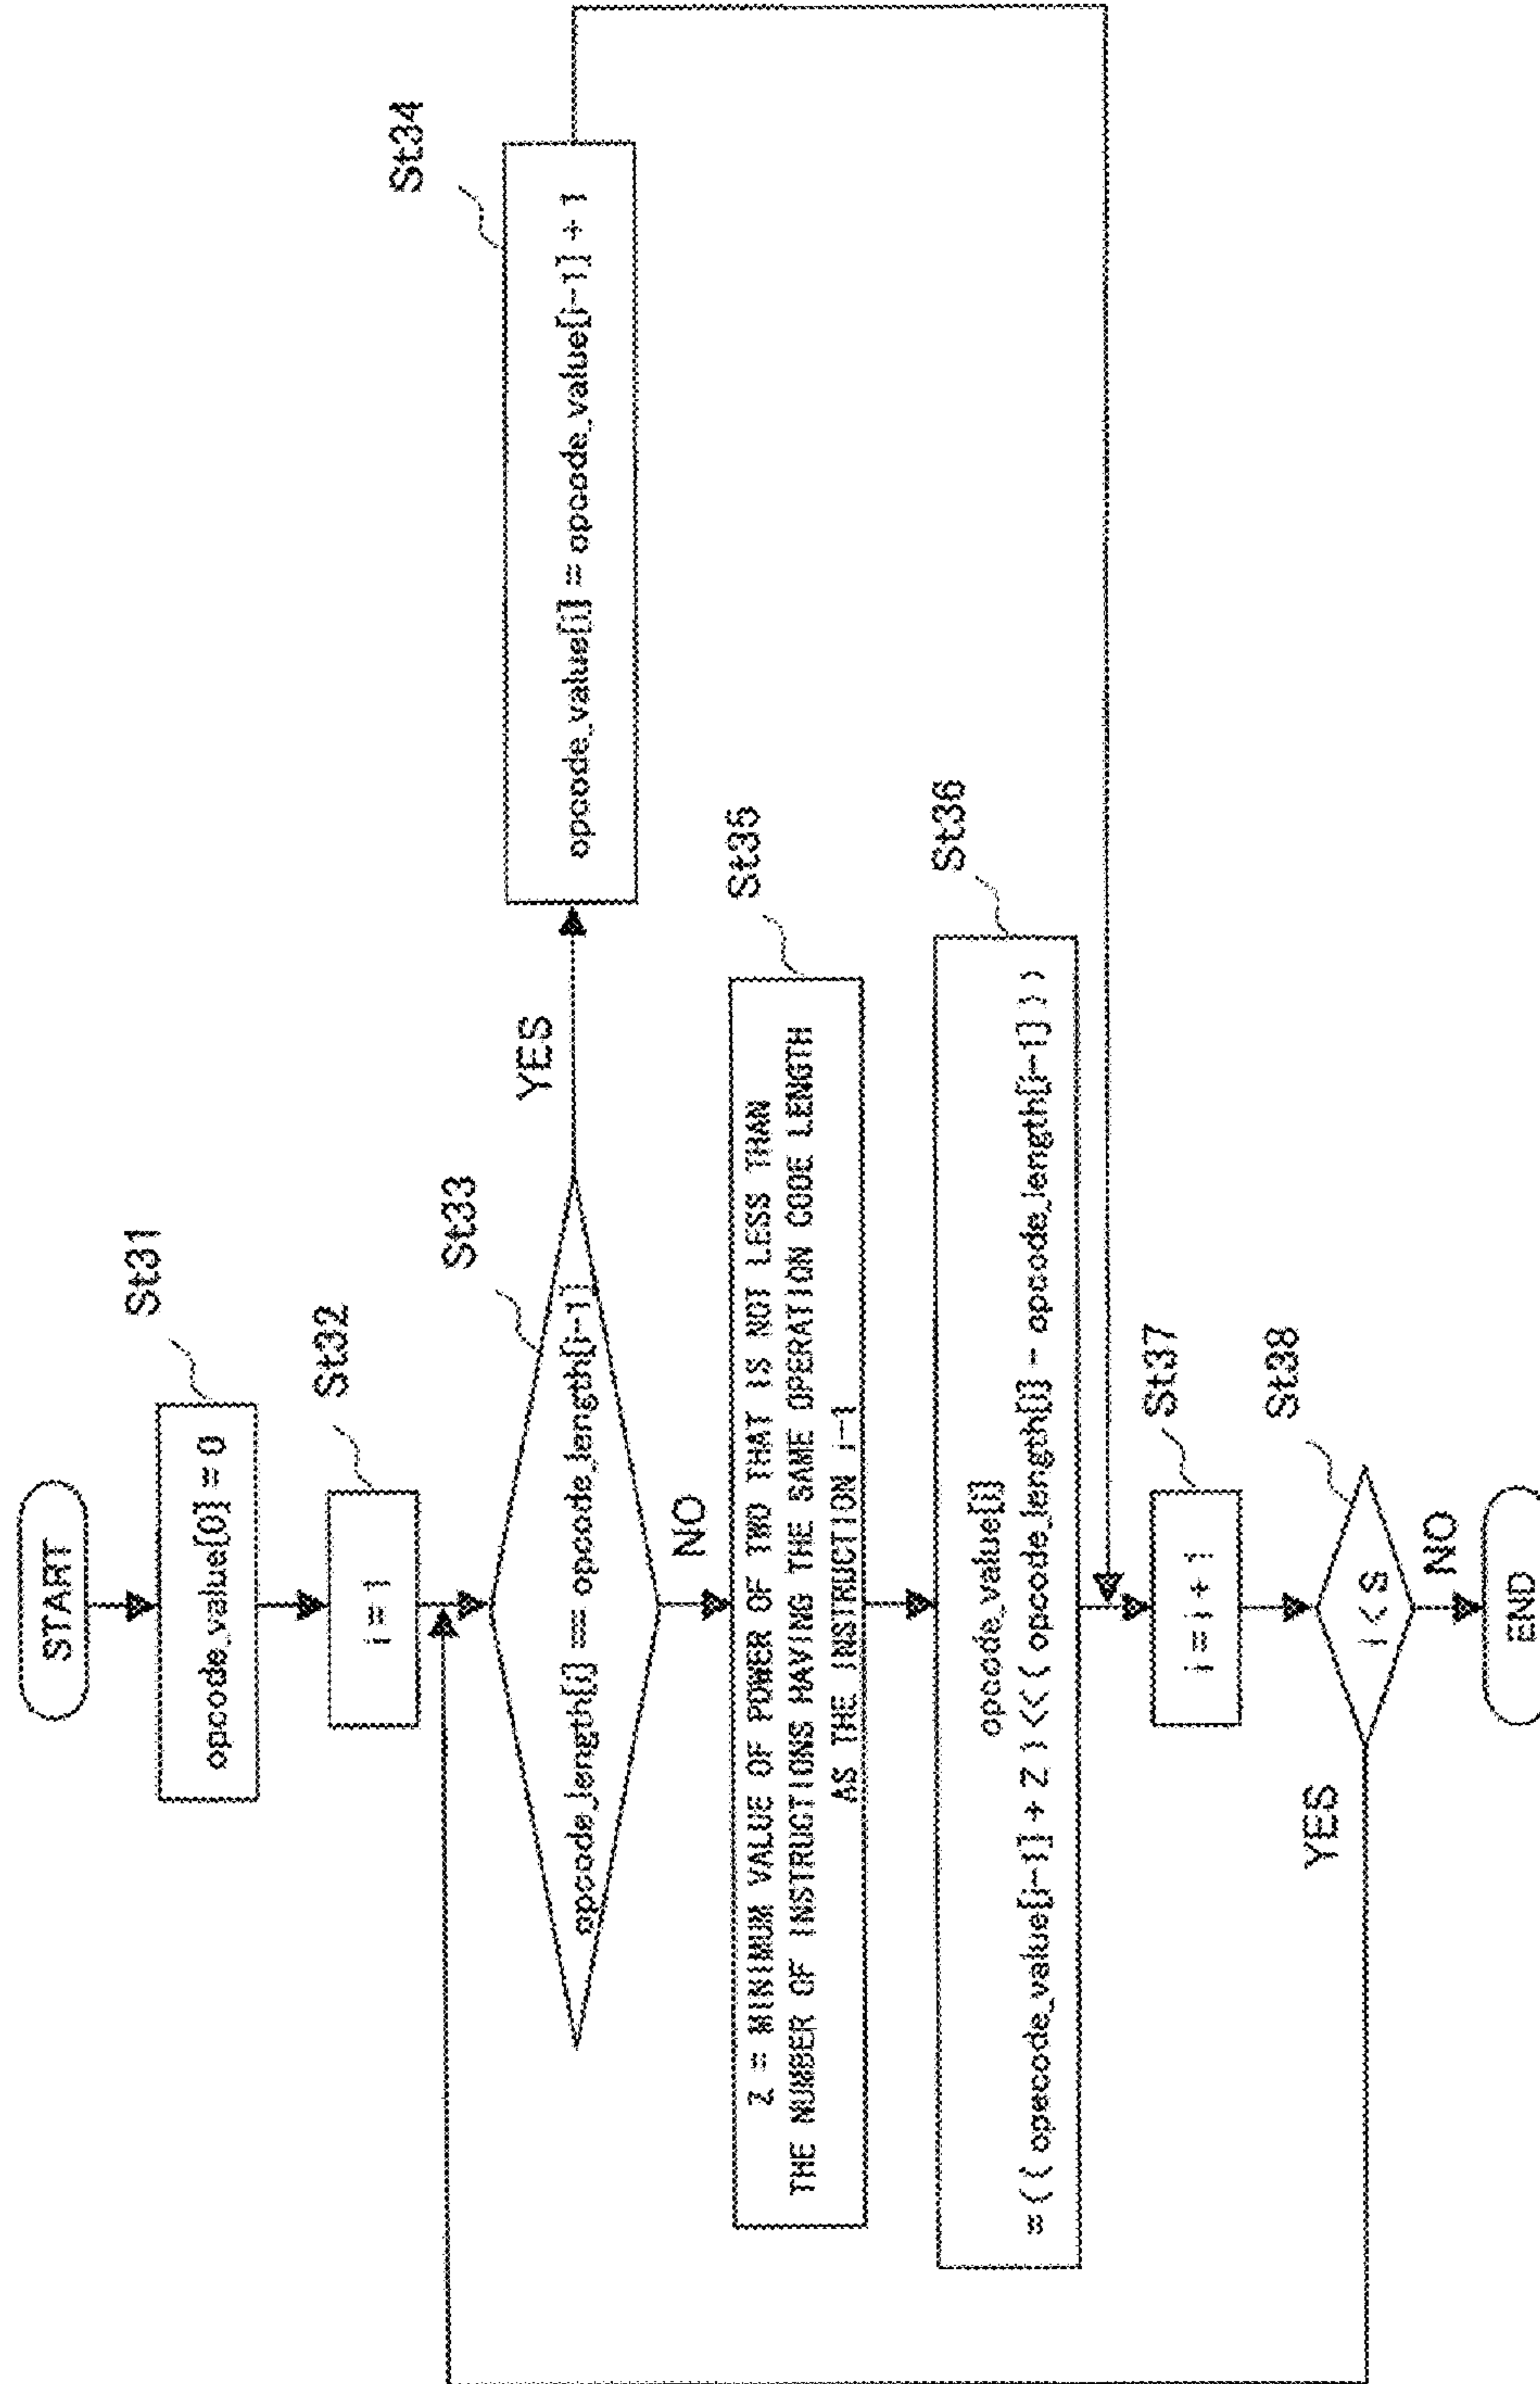 START
St31
opcode_value[0] = 0
St32
i=1
St33
opcode_length[i] == opcode_length[i-1]
YES
St34
opcode_value[i] = opcode_value[i-1] + 1
NO
St35
Z = MINIMUM VALUE OF POWER OF TWO THAT IS NOT LESS THAN
THE NUMBER OF INSTRUCTIONS HAVING THE SAME OPERATION CODE LENGTH
AS THE INSTRUCTION i-1
St36
opcode_value[i]
= ( ( opecode_value[i-1] + Z ) << ( opcode_length[i] - opcode_length[i-1] ) )
St37
i=i+1
St38
i < S
YES
NO
END